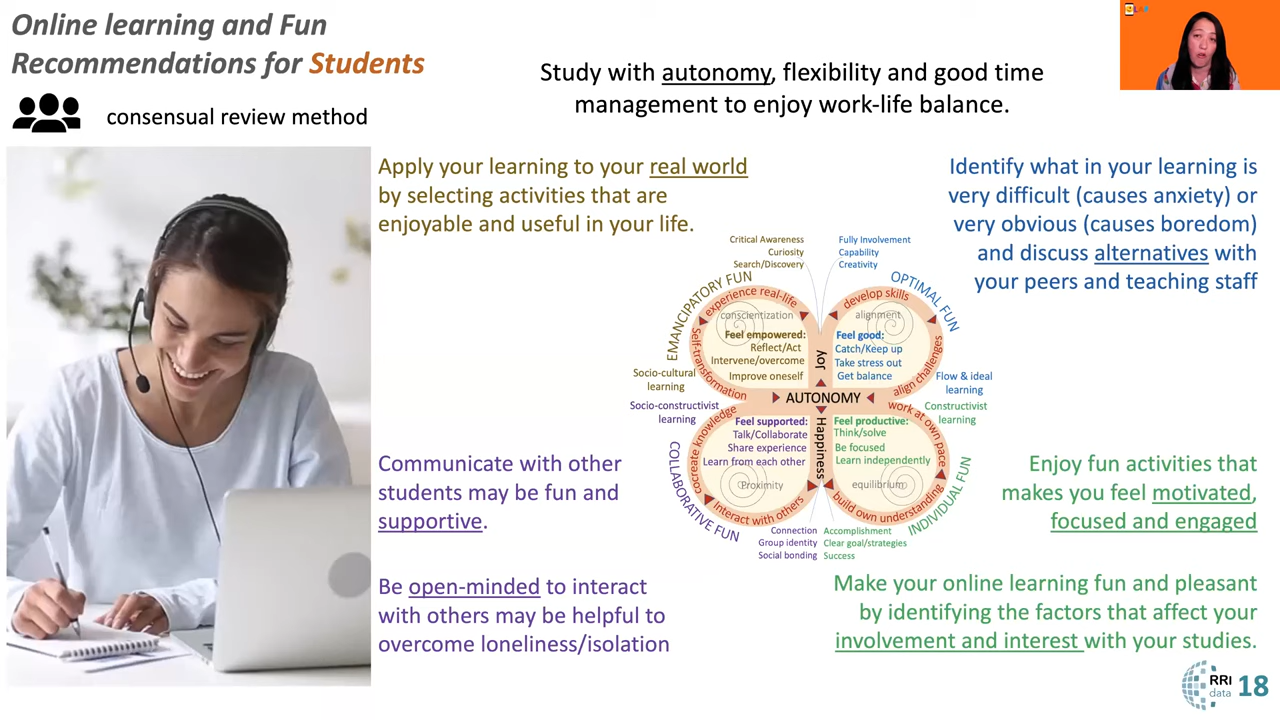 Online learning and Fun
Recommendations for Students
consensual review method
Study with autonomy, flexibility and good time
management to enjoy work-life balance.
Apply your learning to your real world
by selecting activities that are
enjoyable and useful in your life.
Identify what in your learning is
very difficult (causes anxiety) or
very obvious (causes boredom)
and discuss alternatives with
your peers and teaching staff
Critical Awareness
Curiosity
Search/Discovery
Fully Involvement
Capability
Creativity
EMANCIPATORY FUN
OPTIMAL FUN
experience real-life
develop skills
conscientization
alignment
Self-transformation
align challenges
Feel empowered:
Reflect/Act
Intervene/overcome
Improve oneself
Joy
Feel good:
Catch/Keep up
Take stress out
Get balance
Socio-cultural
learning
Flow & ideal
learning
AUTONOMY
Socio-constructivist
learning
Constructivist
learning
cocreate knowledge
work at own pace
Feel supported:
Talk/Collaborate
Share experience
Learn from each other
Happiness
Feel productive:
Think/solve
Be focused
Learn independently
Proximity
equilibrium
Interact with others
build own understanding
COLLABORATIVE FUN
INDIVIDUAL FUN
Connection
Group identity
Social bonding
Accomplishment
Clear goal/strategies
Success
Communicate with other
students may be fun and
supportive.
Enjoy fun activities that
makes you feel motivated,
focused and engaged
Be open-minded to interact
with others may be helpful to
overcome loneliness/isolation
Make your online learning fun and pleasant
by identifying the factors that affect your
involvement and interest with your studies.
RRI
data
18